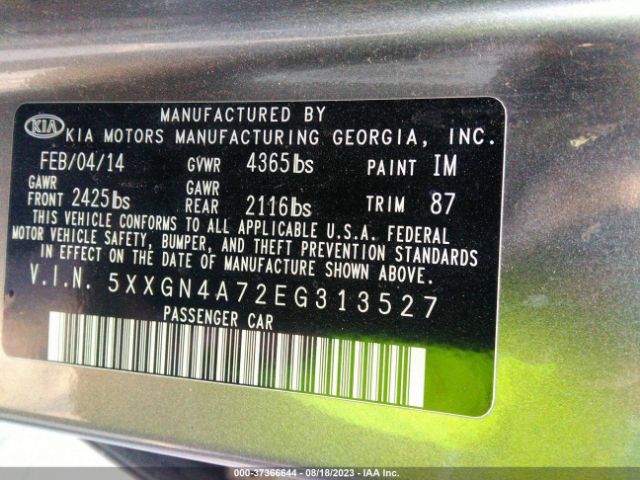 MANUFACTURED BY
KIA KIA MOTORS MANUFACTURING GEORGIA, INC.
FEB/04/14 GVWR 4365lbs PAINT IM
GAWR FRONT 2425lbs GAWR REAR 2116lbs TRIM 87
THIS VEHICLE CONFORMS TO ALL APPLICABLE U.S.A. FEDERAL
MOTOR VEHICLE SAFETY, BUMPER, AND THEFT PREVENTION STANDARDS
IN EFFECT ON THE DATE OF MANUFACTURE SHOWN ABOVE.
V.I.N. 5XXGN4A72EG313527
PASSENGER CAR
000-37366644 - 08/18/2023 - IAA Inc.